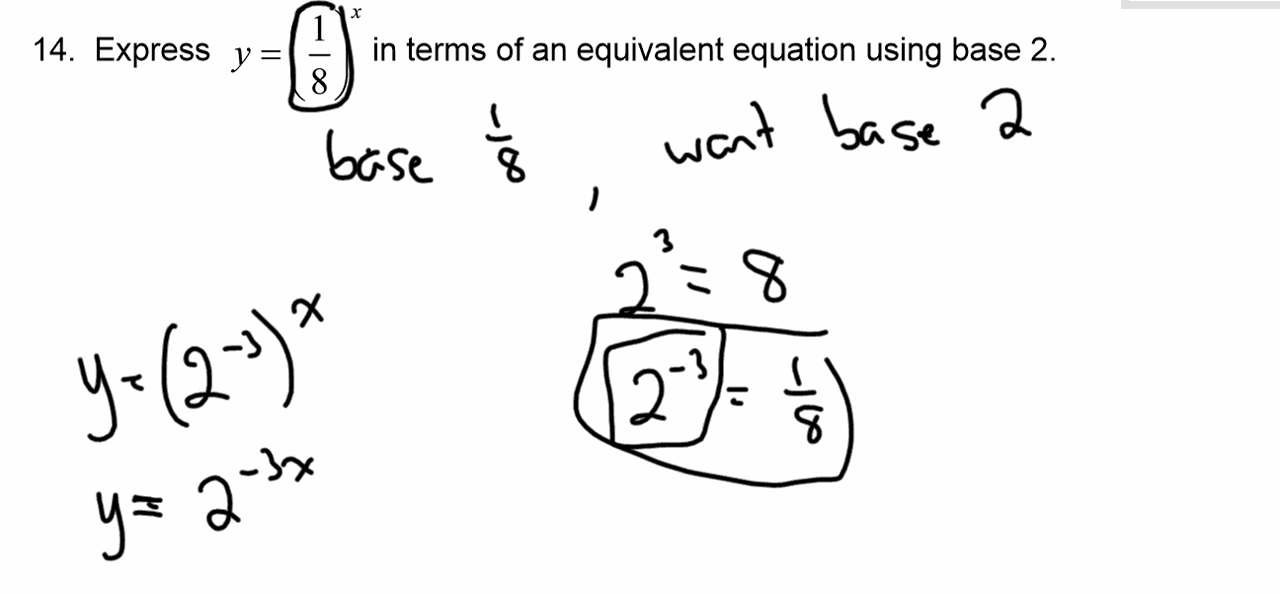 14. Express y = (1/8)^x in terms of an equivalent equation using base 2.
base 1/8 , want base 2
2^3 = 8
2^-3 = 1/8
y = (2^-3)^x
y = 2^-3x